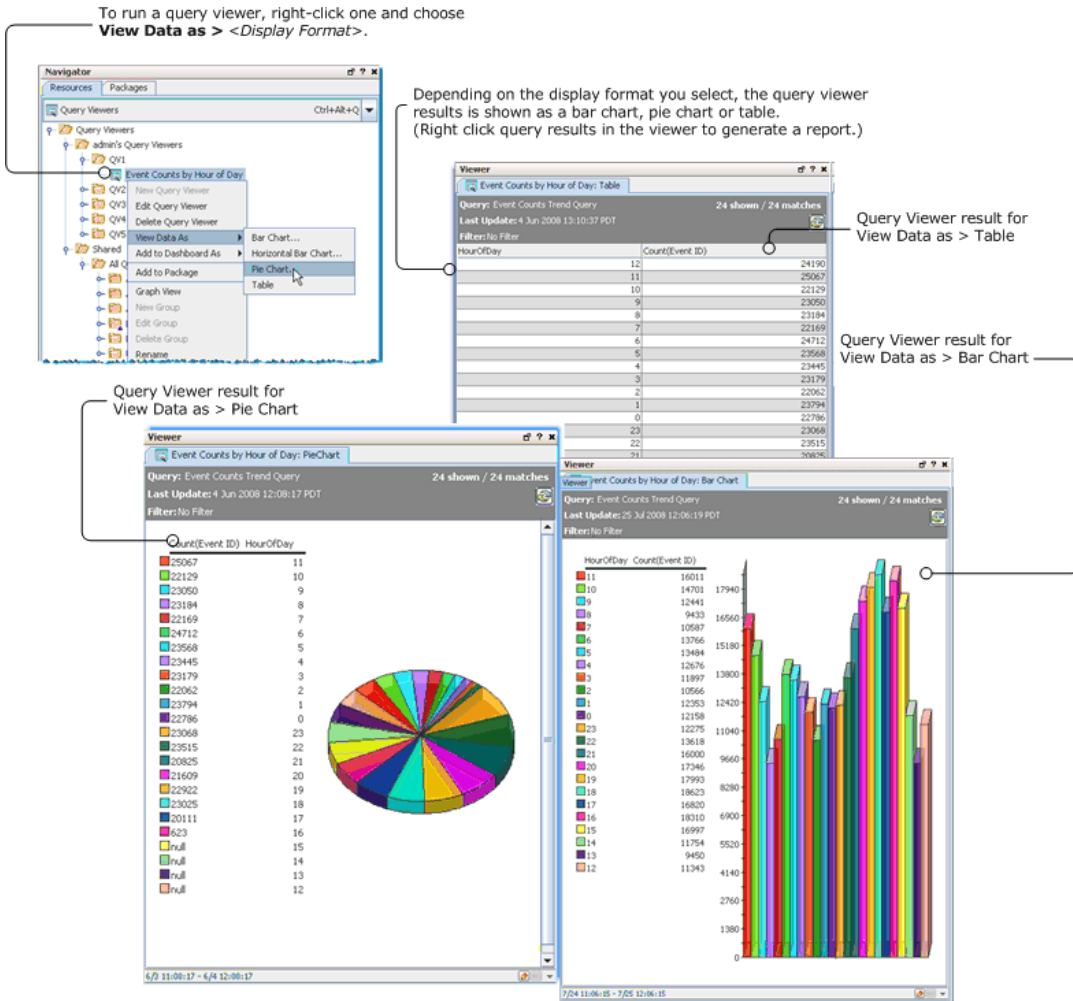 To run a query viewer, right-click one and choose
View Data as > <Display Format>.
Navigator
Resources Packages
Query Viewers Ctrl+Alt+Q
Query Viewers
admin's Query Viewers
QV1
Event Counts by Hour of Day
QV2 New Query Viewer
QV3 Edit Query Viewer
QV4 Delete Query Viewer
QV5 View Data As
Shared Add to Dashboard As
All Q Add to Package
Graph View
New Group
Edit Group
Delete Group
Rename
Bar Chart...
Horizontal Bar Chart...
Pie Chart...
Table
Depending on the display format you select, the query viewer
results is shown as a bar chart, pie chart or table.
(Right click query results in the viewer to generate a report.)
Viewer
Event Counts by Hour of Day: Table
Query: Event Counts Trend Query 24 shown / 24 matches
Last Update: 4 Jun 2008 13:10:37 PDT
Filter: No Filter
HourOfDay Count(Event ID)
12 24190
11 25067
10 22129
9 23050
8 23184
7 22169
6 24712
5 23568
4 23445
3 23179
2 22062
1 23794
0 22786
23 23068
22 23515
21 20825
Query Viewer result for
View Data as > Table
Query Viewer result for
View Data as > Bar Chart
Query Viewer result for
View Data as > Pie Chart
Viewer
Event Counts by Hour of Day: PieChart
Query: Event Counts Trend Query 24 shown / 24 matches
Last Update: 4 Jun 2008 12:08:17 PDT
Filter: No Filter
Count(Event ID) HourOfDay
25067 11
22129 10
23050 9
23184 8
22169 7
24712 6
23568 5
23445 4
23179 3
22062 2
23794 1
22786 0
23068 23
23515 22
20825 21
21609 20
22922 19
23025 18
20111 17
623 16
null 15
null 14
null 13
null 12
6/3 11:08:17 - 6/4 12:08:17
Viewer
Viewer vent Counts by Hour of Day: Bar Chart
Query: Event Counts Trend Query 24 shown / 24 matches
Last Update: 25 Jul 2008 12:06:19 PDT
Filter: No Filter
HourOfDay Count(Event ID)
11 16011
10 14701
9 12441
8 9433
7 10587
6 13766
5 13484
4 12676
3 11897
2 10566
1 12353
0 12158
23 12275
22 13618
21 16000
20 17346
19 17993
18 18623
17 16820
16 18310
15 16997
14 11754
13 9450
12 11343
17940
16560
15180
13800
12420
11040
9660
8280
6900
5520
4140
2760
1380
0
7/24 11:06:15 - 7/25 12:06:15